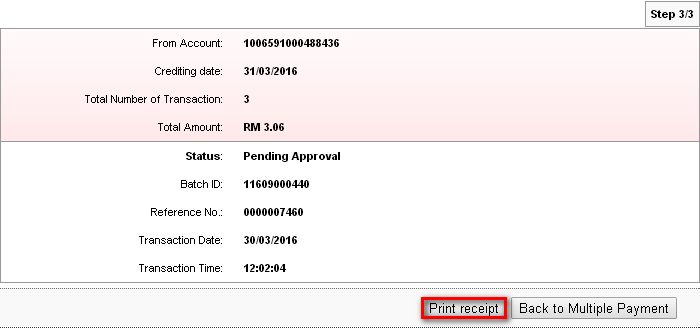 Step 3/3
From Account: 1006591000488436
Crediting date: 31/03/2016
Total Number of Transaction: 3
Total Amount: RM 3.06
Status: Pending Approval
Batch ID: 11609000440
Reference No.: 0000007460
Transaction Date: 30/03/2016
Transaction Time: 12:02:04
Print receipt Back to Multiple Payment